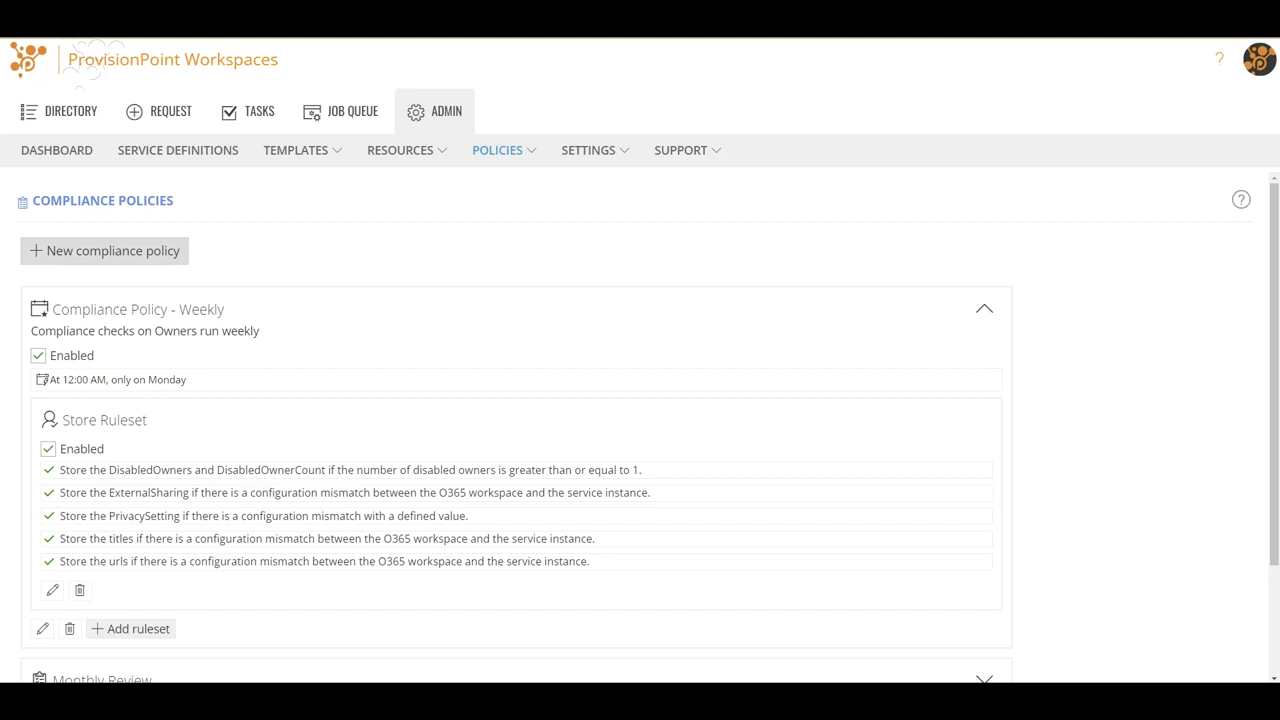 ProvisionPoint Workspaces
?
DIRECTORY REQUEST TASKS JOB QUEUE ADMIN
DASHBOARD SERVICE DEFINITIONS TEMPLATES RESOURCES POLICIES SETTINGS SUPPORT
COMPLIANCE POLICIES
?
New compliance policy
Compliance Policy - Weekly
Compliance checks on Owners run weekly
Enabled
At 12:00 AM, only on Monday
Store Ruleset
Enabled
Store the DisabledOwners and DisabledOwnerCount if the number of disabled owners is greater than or equal to 1.
Store the ExternalSharing if there is a configuration mismatch between the O365 workspace and the service instance.
Store the PrivacySetting if there is a configuration mismatch with a defined value.
Store the titles if there is a configuration mismatch between the O365 workspace and the service instance.
Store the urls if there is a configuration mismatch between the O365 workspace and the service instance.
Add ruleset
Monthly Review